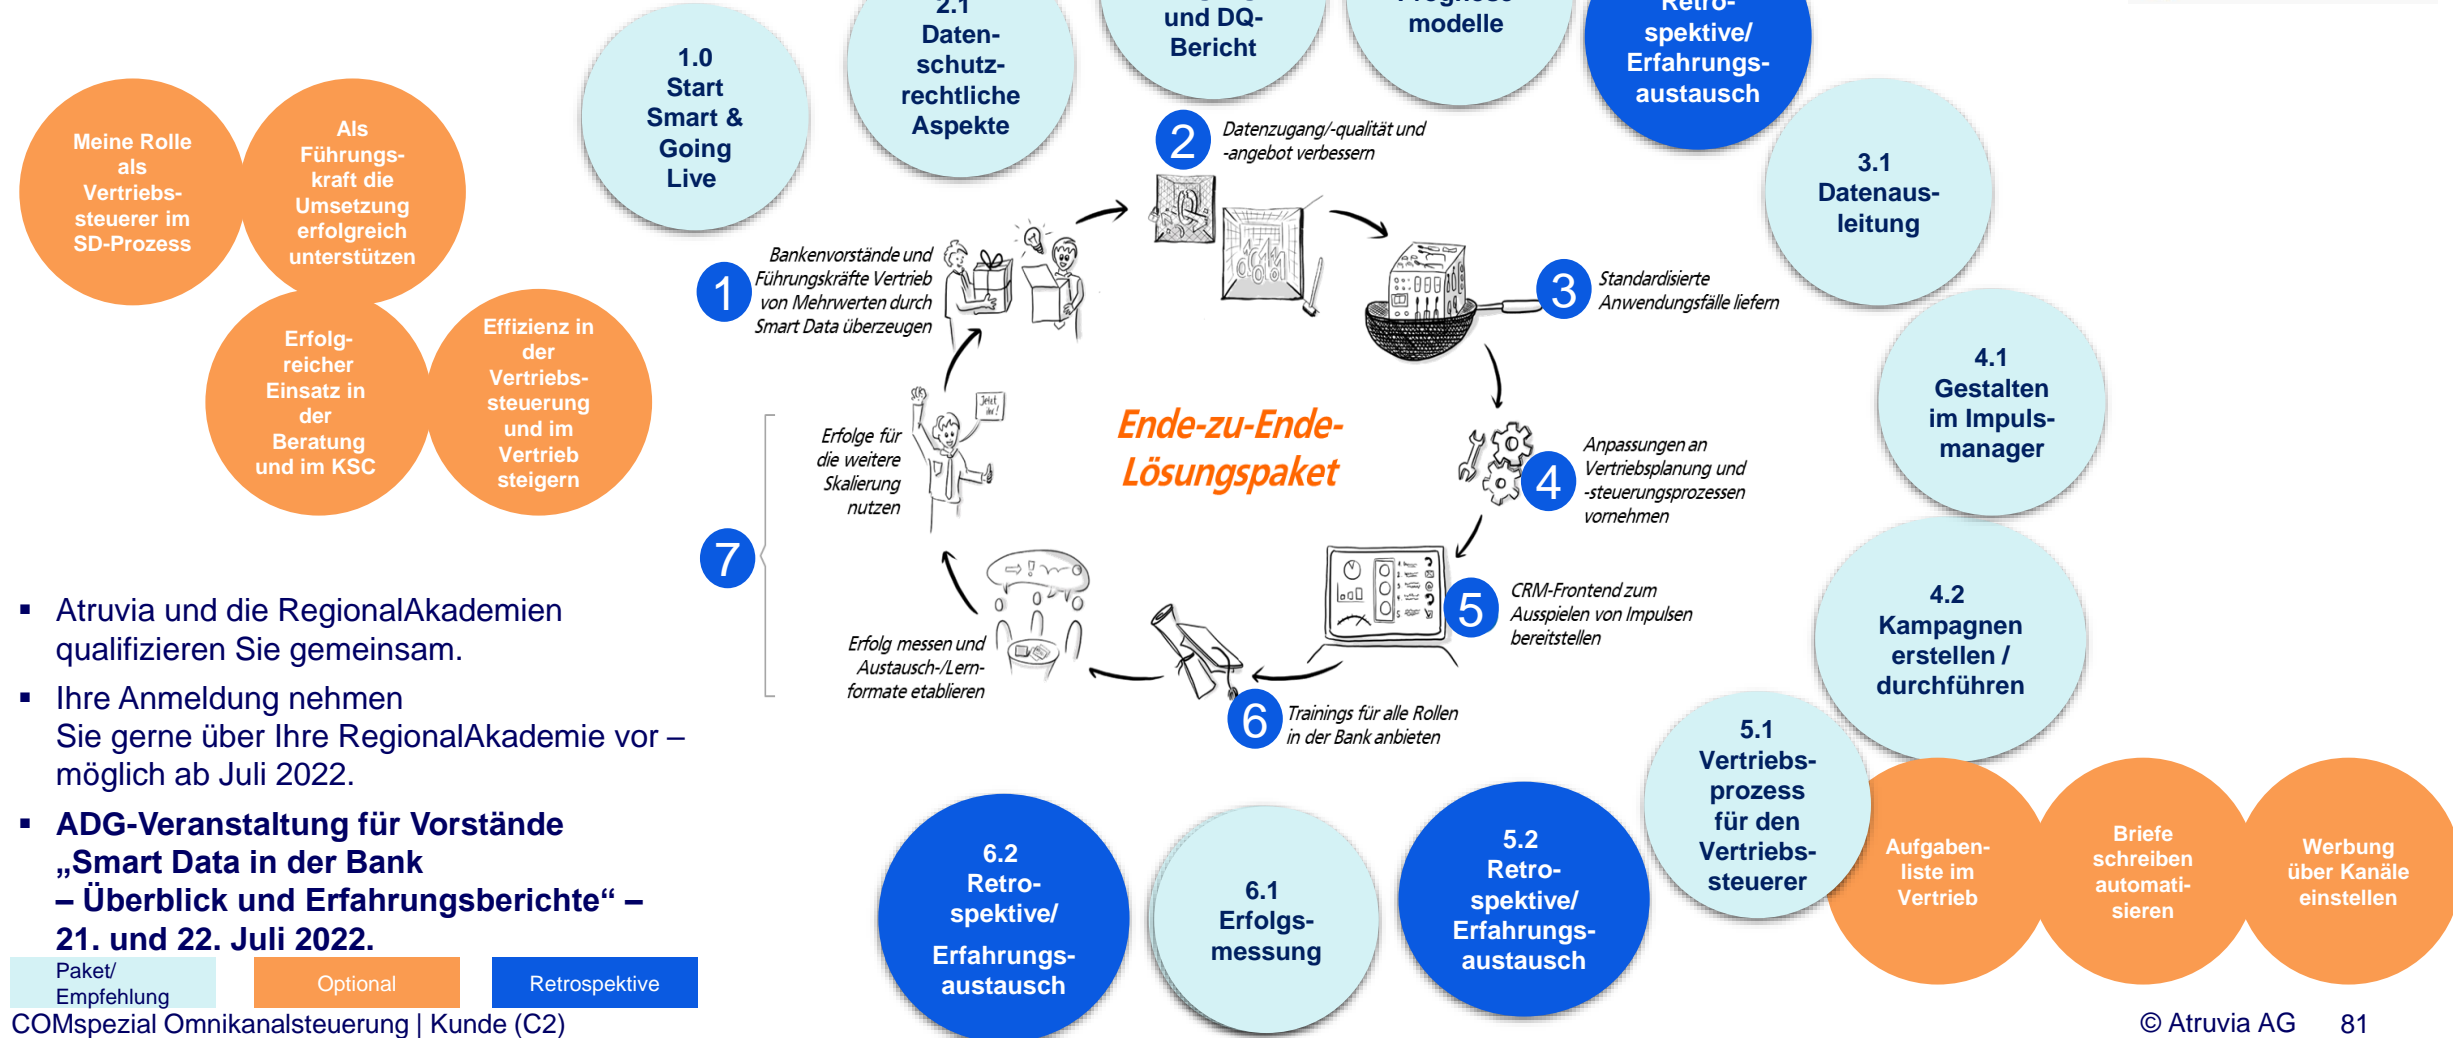 2.1
Daten-
schutz-
rechtliche
Aspekte
und DQ-
Bericht
modelle
Retro-
spektive/
Erfahrungs-
austausch
1.0
Start
Smart &
Going
Live
Meine Rolle
als
Vertriebs-
steuerer im
SD-Prozess
Als
Führungs-
kraft die
Umsetzung
erfolgreich
unterstützen
Erfolg-
reicher
Einsatz in
der
Beratung
und im KSC
Effizienz in
der
Vertriebs-
steuerung
und im
Vertrieb
steigern
3.1
Datenaus-
leitung
4.1
Gestalten
im Impuls-
manager
4.2
Kampagnen
erstellen /
durchführen
5.1
Vertriebs-
prozess
für den
Vertriebs-
steuerer
Aufgaben-
liste im
Vertrieb
Briefe
schreiben
automati-
sieren
Werbung
über Kanäle
einstellen
5.2
Retro-
spektive/
Erfahrungs-
austausch
6.1
Erfolgs-
messung
6.2
Retro-
spektive/
Erfahrungs-
austausch
1
Bankenvorstände und
Führungskräfte Vertrieb
von Mehrwerten durch
Smart Data überzeugen
2
Datenzugang/-qualität und
-angebot verbessern
3
Standardisierte
Anwendungsfälle liefern
4
Anpassungen an
Vertriebsplanung und
-steuerungsprozessen
vornehmen
5
CRM-Frontend zum
Ausspielen von Impulsen
bereitstellen
6
Trainings für alle Rollen
in der Bank anbieten
7
Erfolg messen und
Austausch-/Lern-
formate etablieren
Erfolge für
die weitere
Skalierung
nutzen
Jetzt
ihr!
Ende-zu-Ende-
Lösungspaket
▪ Atruvia und die RegionalAkademien
qualifizieren Sie gemeinsam.
▪ Ihre Anmeldung nehmen
Sie gerne über Ihre RegionalAkademie vor –
möglich ab Juli 2022.
▪ ADG-Veranstaltung für Vorstände
„Smart Data in der Bank
– Überblick und Erfahrungsberichte“ –
21. und 22. Juli 2022.
Paket/
Empfehlung
Optional
Retrospektive
COMspezial Omnikanalsteuerung | Kunde (C2)
© Atruvia AG 81